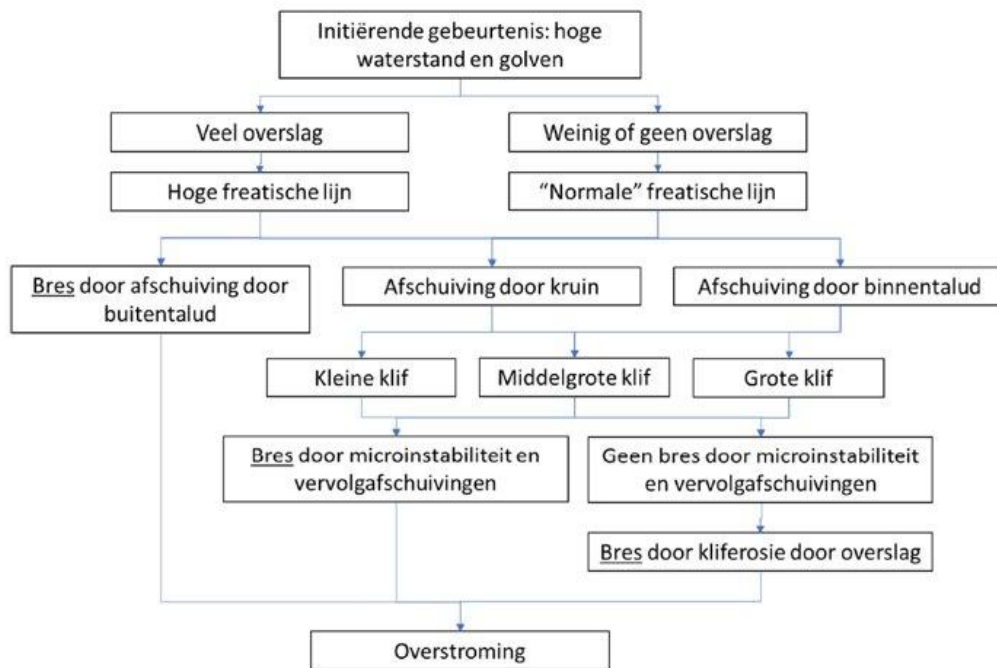 Initiërende gebeurtenis: hoge
waterstand en golven
Veel overslag
Weinig of geen overslag
Hoge freatische lijn
“Normale” freatische lijn
Bres door afschuiving door
buitentalud
Afschuiving door kruin
Afschuiving door binnentalud
Kleine klif
Middelgrote klif
Grote klif
Bres door microinstabiliteit en
vervolgafschuivingen
Geen bres door microinstabiliteit
en vervolgafschuivingen
Bres door kliferosie door overslag
Overstroming